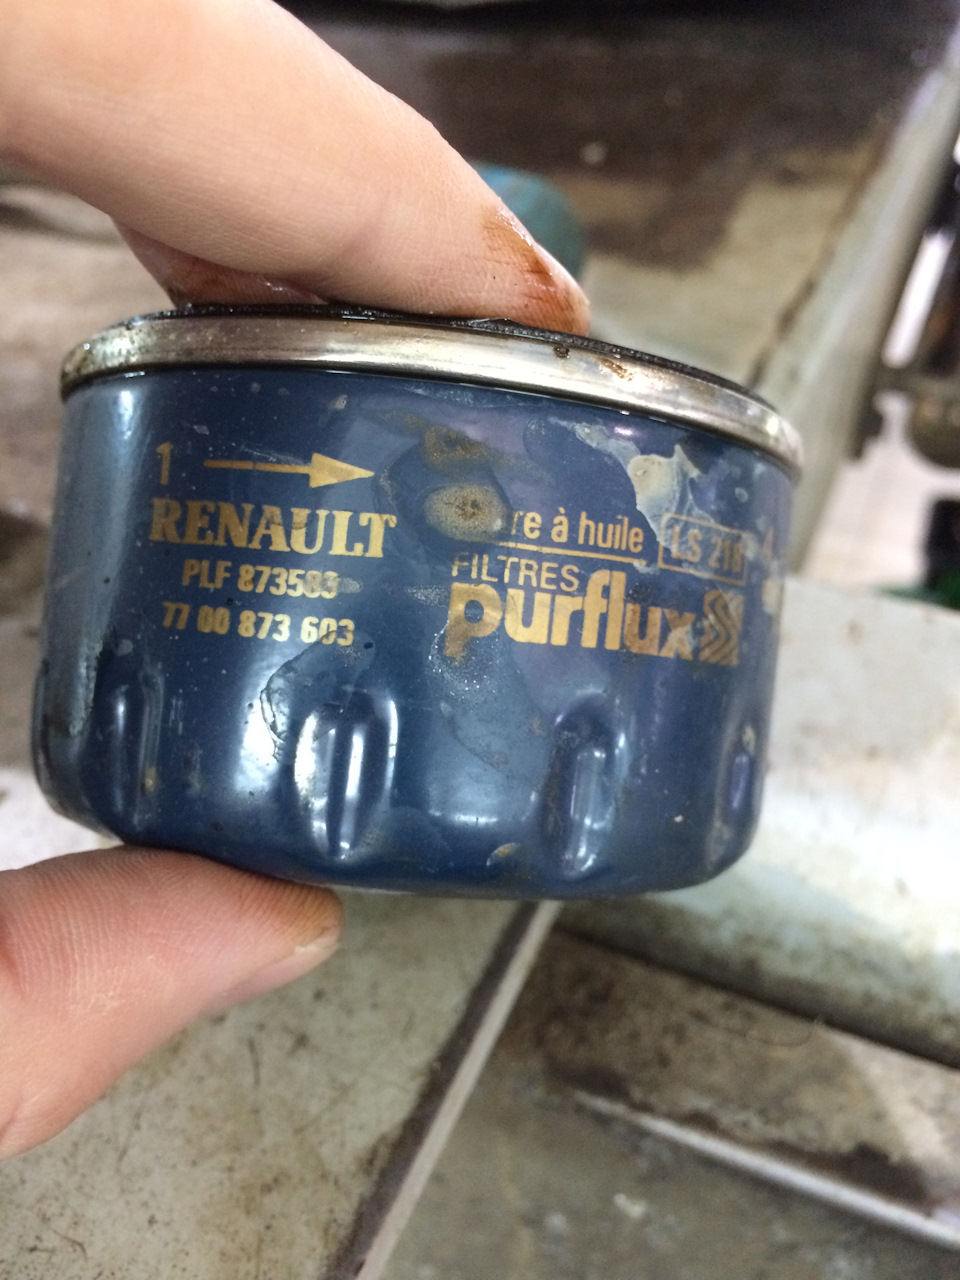 1
RENAULT
PLF 873583
77 00 873 603
re à huile
LS 218
FILTRES
purflux